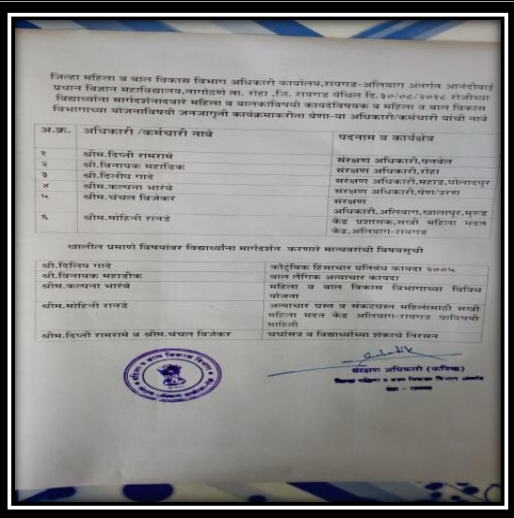 जिल्हा महिला व बाल विकास विभाग अधिकारी कार्यालय,रायगड-अलिबाग अंतर्गत आनंदीबाई
प्रधान विज्ञान महाविद्यालय,नागोठणे ता. रोहा ,जि. रायगड येथिल दि.३०/०८/२०१८ रोजीच्या
विद्यार्थ्यांना मार्गदर्शनाव्दारे महिला व बालकांविषयी कायदेविषयक व महिला व बाल विकास
विभागाच्या योजनाविषयी जनजागृती कार्यक्रमाकरीता येणा-या अधिकारी/कर्मचारी यांची नावे
अ.क्र. अधिकारी /कर्मचारी नावे पदनाम व कार्यक्षेत्र
१ श्रीम.दिप्ती रामरामे संरक्षण अधिकारी,पनवेल
२ श्री.विनायक महाडिक संरक्षण अधिकारी,रोहा
३ श्री.दिलीप गादे संरक्षण अधिकारी,महाड,पोलादपूर
४ श्रीम.कल्पना भारंबे संरक्षण अधिकारी,पेण/उरण
५ श्रीम.चंचल विजेकर संरक्षण
अधिकारी,अलिबाग,खालापूर,मुरुड
६ श्रीम.मोहिनी रानडे केंद्र प्रशासक,सखी महिला मदत
केंद्र,अलिबाग-रायगड
खालील प्रमाणे विषयांवर विद्यार्थ्यांना मार्गदर्शन करणारे मान्यवरांची विषयसुची
श्री.दिलिप गादे कौटुंबिक हिंसाचार प्रतिबंध कायदा २००५
श्री.विनायक महाडीक बाल लैंगिक अत्याचार कायदा
श्रीम.कल्पना भारंबे महिला व बाल विकास विभागाच्या विविध
योजना
श्रीम.मोहिनी रानडे अत्याचार ग्रस्त व संकटग्रस्त महिलांसाठी सखी
महिला मदत केंद्र अलिबाग-रायगड याविषयी
माहिती
श्रीम.दिप्ती रामरामे व श्रीम.चंचल विजेकर चर्चासत्र व विद्यार्थ्यांच्या शंकाचे निरसन
संरक्षण अधिकारी (कनिष्ठ)
जिल्हा महिला व बाल विकास विभाग अंतर्गत